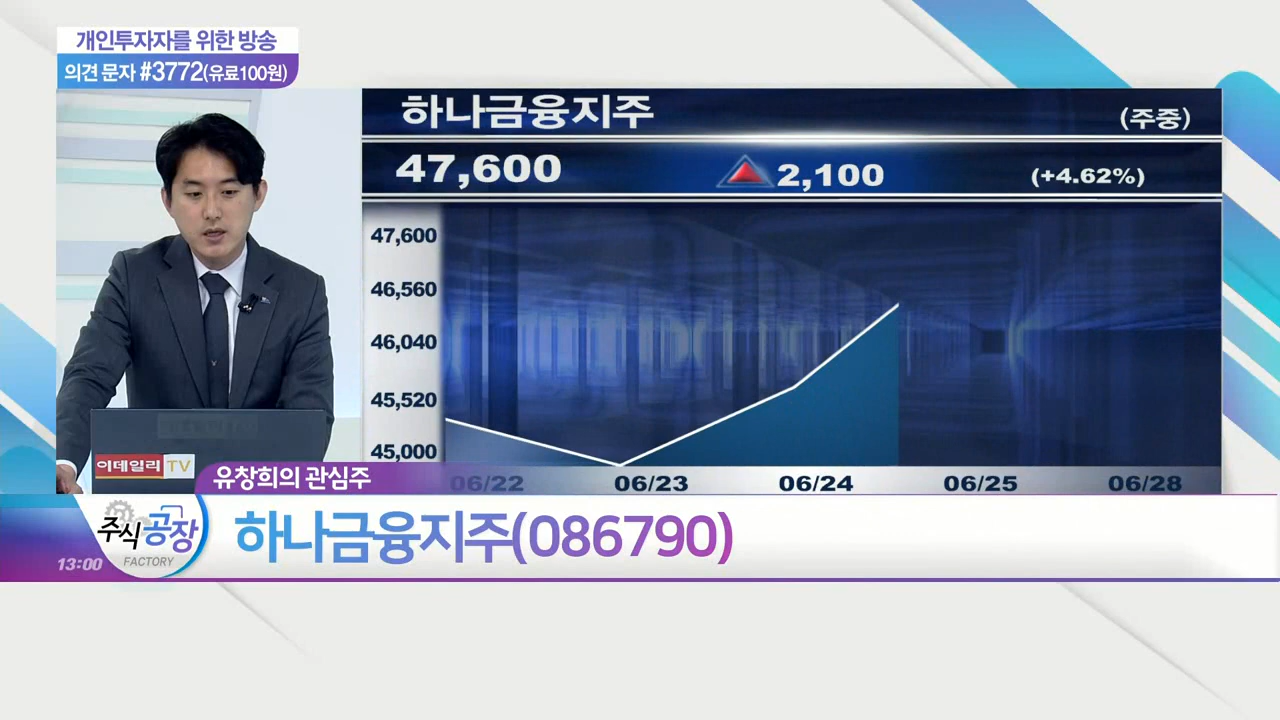 개인투자자를 위한 방송
의견 문자 #3772(유료100원)
하나금융지주 (주중)
47,600 ▲ 2,100 (+4.62%)
47,600
46,560
46,040
45,520
45,000
06/22 06/23 06/24 06/25 06/28
이데일리 TV
유창희의 관심주
주식공장
FACTORY
13:00
하나금융지주(086790)